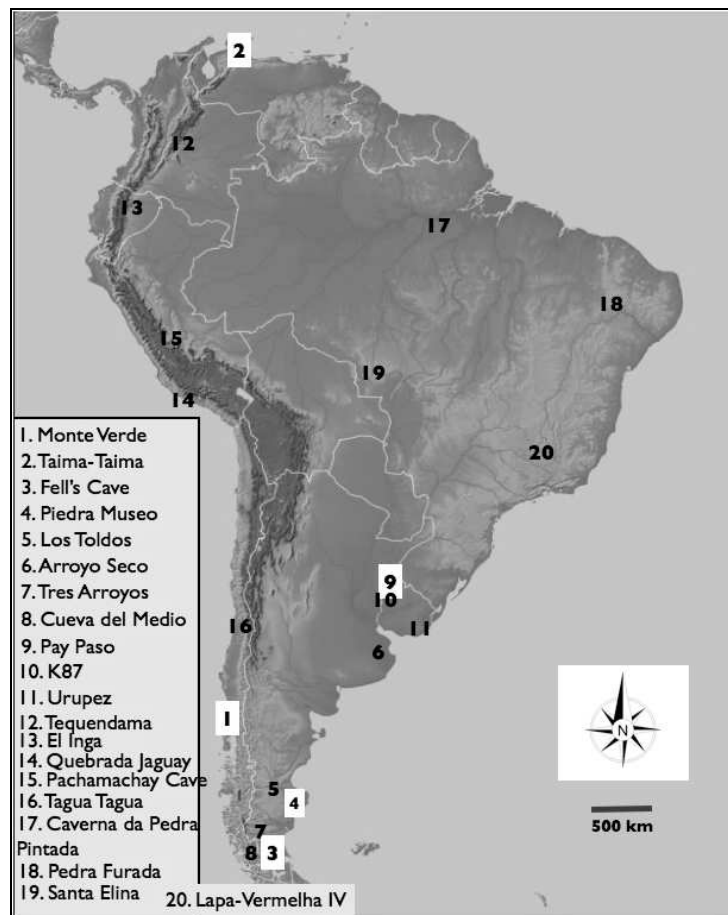 2
12
13
17
18
15
19
14
20
9
10
16
11
6
1
5
4
7
8 3
N
500 km
1. Monte Verde
2. Taima-Taima
3. Fell's Cave
4. Piedra Museo
5. Los Toldos
6. Arroyo Seco
7. Tres Arroyos
8. Cueva del Medio
9. Pay Paso
10. K87
11. Urupez
12. Tequendama
13. El Inga
14. Quebrada Jaguay
15. Pachamachay Cave
16. Tagua Tagua
17. Caverna da Pedra
Pintada
18. Pedra Furada
19. Santa Elina
20. Lapa-Vermelha IV